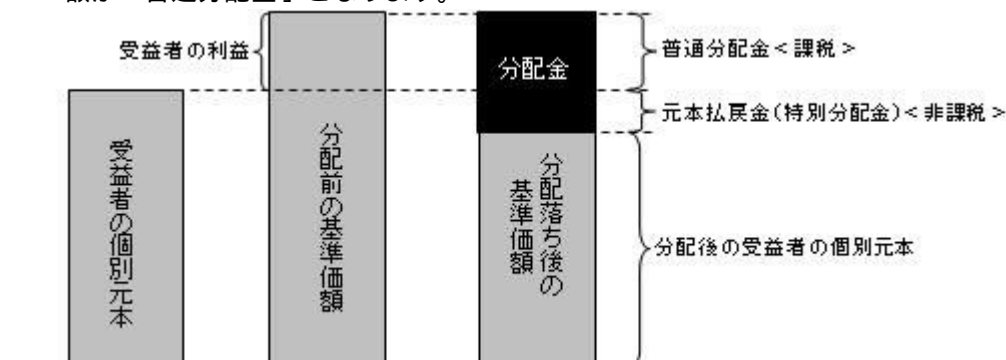 額が「普通分配金」となります。
受益者の利益
分配金
普通分配金<課税>
元本払戻金(特別分配金)<非課税>
受益者の個別元本
分配前の基準価額
分配落ち後の
基準価額
分配後の受益者の個別元本